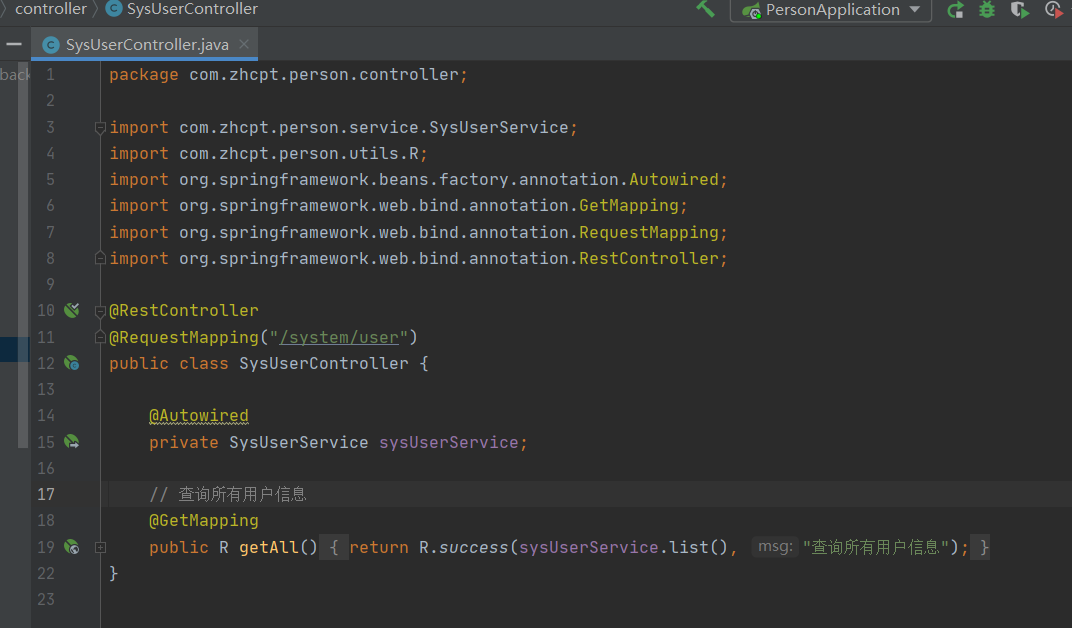 controller SysUserController PersonApplication
SysUserController.java
back
1 package com.zhcpt.person.controller;
2
3 import com.zhcpt.person.service.SysUserService;
4 import com.zhcpt.person.utils.R;
5 import org.springframework.beans.factory.annotation.Autowired;
6 import org.springframework.web.bind.annotation.GetMapping;
7 import org.springframework.web.bind.annotation.RequestMapping;
8 import org.springframework.web.bind.annotation.RestController;
9
10 @RestController
11 @RequestMapping("/system/user")
12 public class SysUserController {
13
14 @Autowired
15 private SysUserService sysUserService;
16
17 // 查询所有用户信息
18 @GetMapping
19 public R getAll() { return R.success(sysUserService.list(), msg: "查询所有用户信息"); }
22 }
23